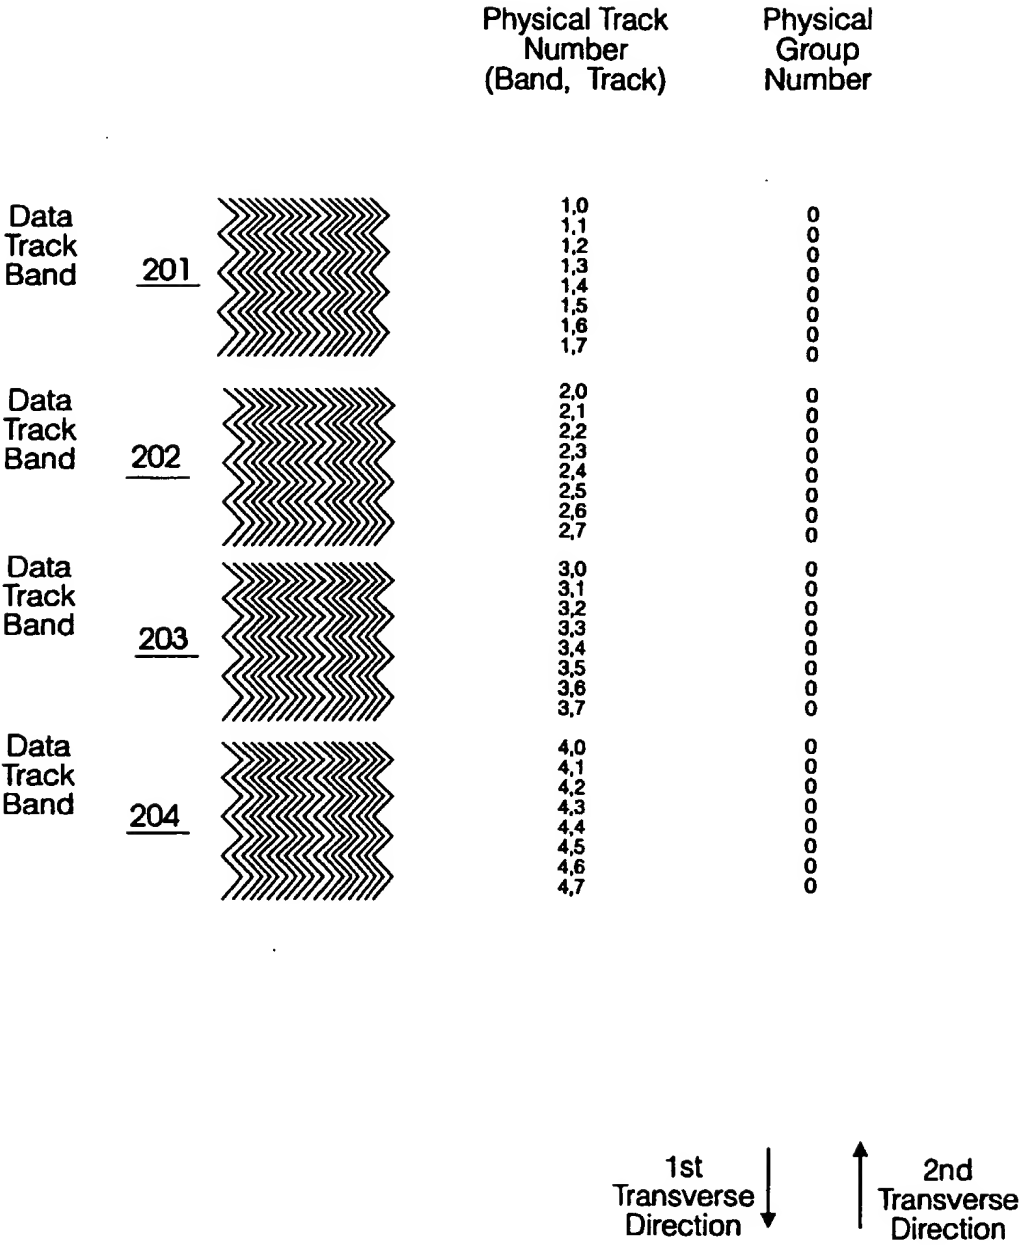 Physical Track
Number
(Band, Track)
Physical
Group
Number
Data
Track
Band
201
1,0
1,1
1,2
1,3
1,4
1,5
1,6
1,7
0
0
0
0
0
0
0
0
Data
Track
Band
202
2,0
2,1
2,2
2,3
2,4
2,5
2,6
2,7
0
0
0
0
0
0
0
0
Data
Track
Band
203
3,0
3,1
3,2
3,3
3,4
3,5
3,6
3,7
0
0
0
0
0
0
0
0
Data
Track
Band
204
4,0
4,1
4,2
4,3
4,4
4,5
4,6
4,7
0
0
0
0
0
0
0
0
1st
Transverse
Direction
2nd
Transverse
Direction